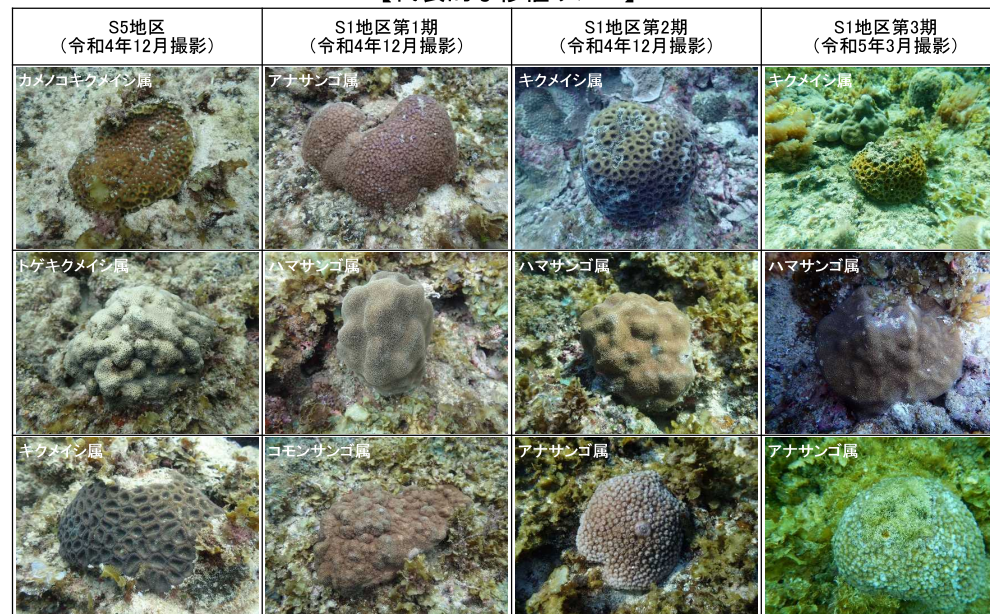 S5地区
(令和4年12月撮影)
S1地区第1期
(令和4年12月撮影)
S1地区第2期
(令和4年12月撮影)
S1地区第3期
(令和5年3月撮影)
カメノコキクメイシ属
アナサンゴ属
キクメイシ属
キクメイシ属
トゲキクメイシ属
ハマサンゴ属
ハマサンゴ属
ハマサンゴ属
キクメイシ属
コモンサンゴ属
アナサンゴ属
アナサンゴ属